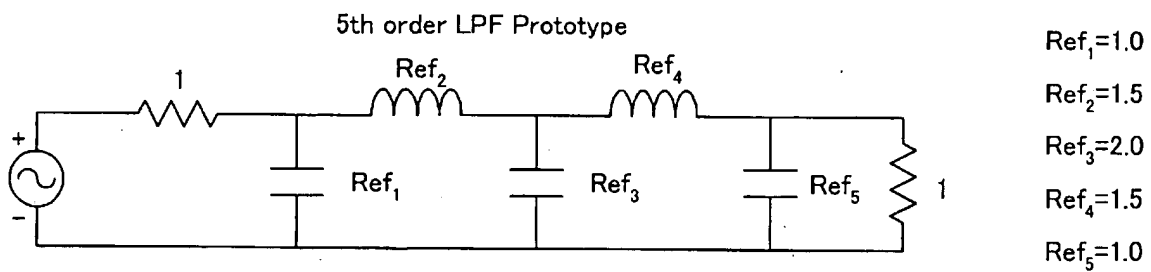 5th order LPF Prototype
1
Ref₂
Ref₄
+
-
Ref₁
Ref₃
Ref₅
1
Ref₁=1.0
Ref₂=1.5
Ref₃=2.0
Ref₄=1.5
Ref₅=1.0